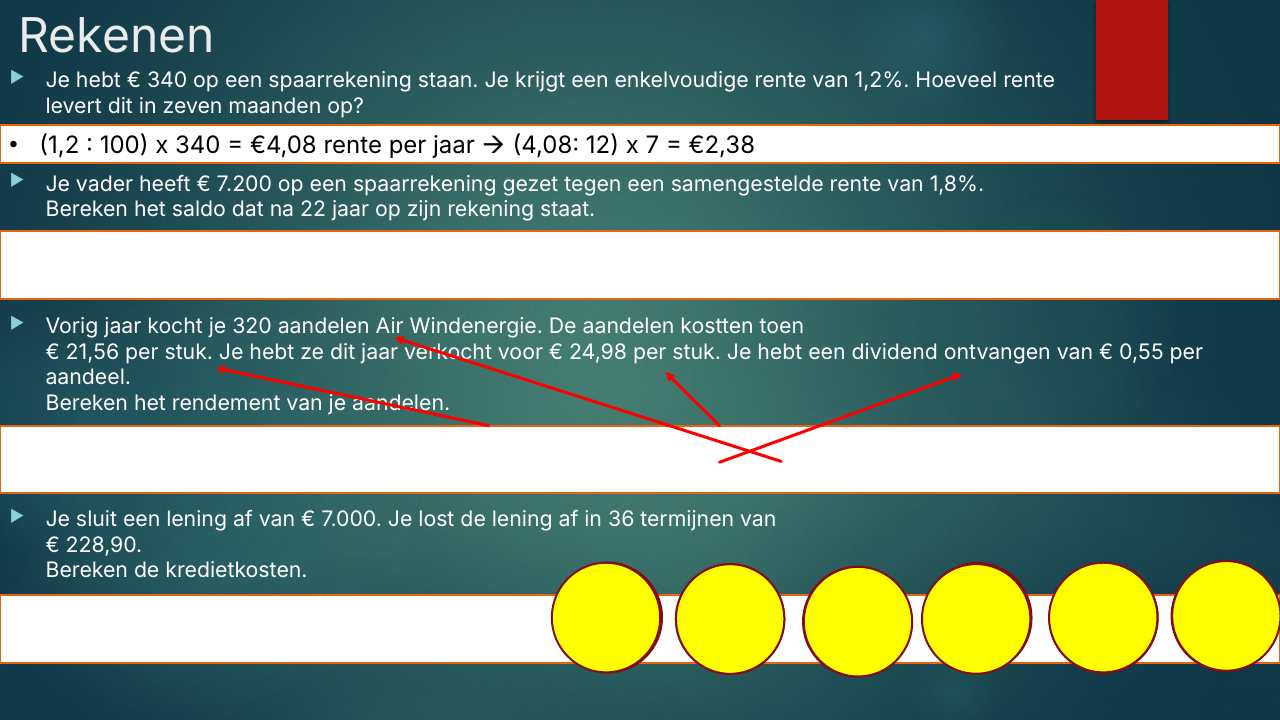 Rekenen
Je hebt € 340 op een spaarrekening staan. Je krijgt een enkelvoudige rente van 1,2%. Hoeveel rente
levert dit in zeven maanden op?
• (1,2 : 100) x 340 = €4,08 rente per jaar → (4,08: 12) x 7 = €2,38
Je vader heeft € 7.200 op een spaarrekening gezet tegen een samengestelde rente van 1,8%.
Bereken het saldo dat na 22 jaar op zijn rekening staat.
Vorig jaar kocht je 320 aandelen Air Windenergie. De aandelen kostten toen
€ 21,56 per stuk. Je hebt ze dit jaar verkocht voor € 24,98 per stuk. Je hebt een dividend ontvangen van € 0,55 per
aandeel.
Bereken het rendement van je aandelen.
Je sluit een lening af van € 7.000. Je lost de lening af in 36 termijnen van
€ 228,90.
Bereken de kredietkosten.